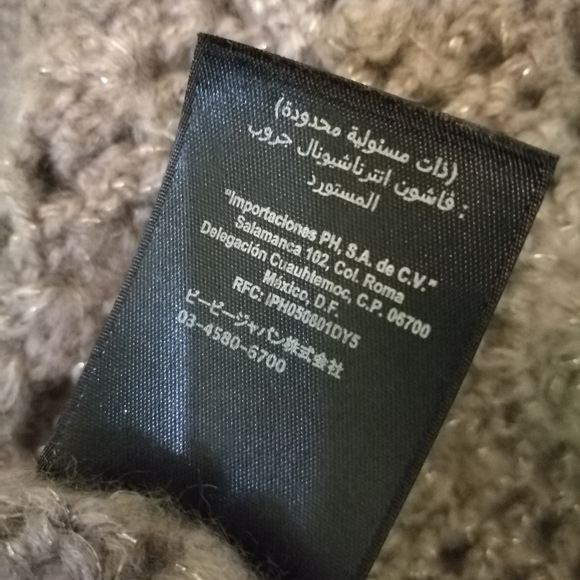 (ذات مسئولية محدودة)
: فاشون انترناشيونال جروب
المستورد
"Importaciones PH, S.A. de C.V."
Salamanca 102, Col. Roma
Delegación Cuauhtemoc, C.P. 06700
México, D.F.
RFC: IPH050801DY5
ピーピージャパン株式会社
03-4580-6700